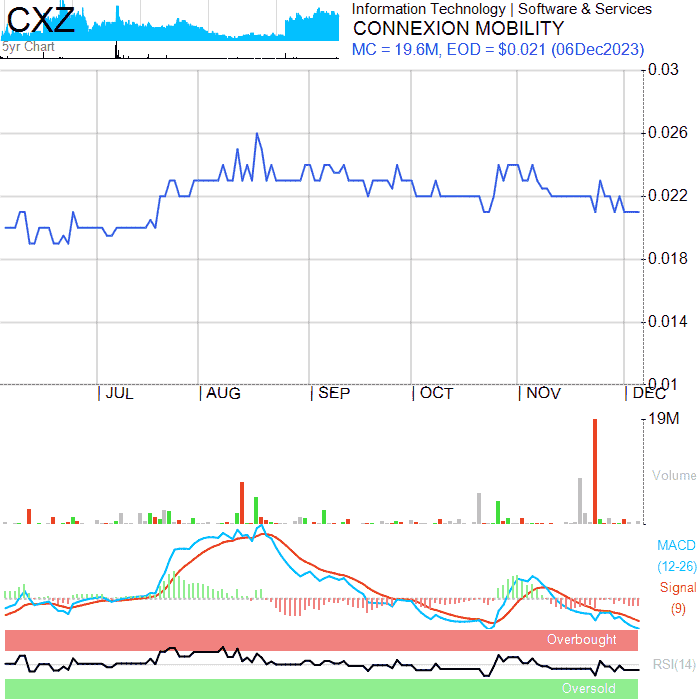 CXZ
5yr Chart
Information Technology | Software & Services
CONNEXION MOBILITY
MC = 19.6M, EOD = $0.021 (06Dec2023)
0.03
0.026
0.022
0.018
0.014
0.01
JUL AUG SEP OCT NOV DEC
19M
Volume
MACD
(12-26)
Signal
(9)
Overbought
RSI(14)
Oversold